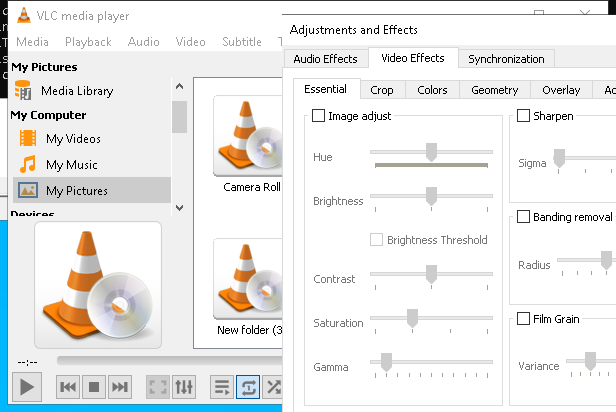 VLC media player
Media Playback Audio Video Subtitle
My Pictures
Media Library
My Computer
My Videos
My Music
My Pictures
Devices
Camera Roll
New folder (3
--:--
Adjustments and Effects
Audio Effects Video Effects Synchronization
Essential Crop Colors Geometry Overlay
Image adjust
Hue
Brightness
Brightness Threshold
Contrast
Saturation
Gamma
Sharpen
Sigma
Banding removal
Radius
Film Grain
Variance